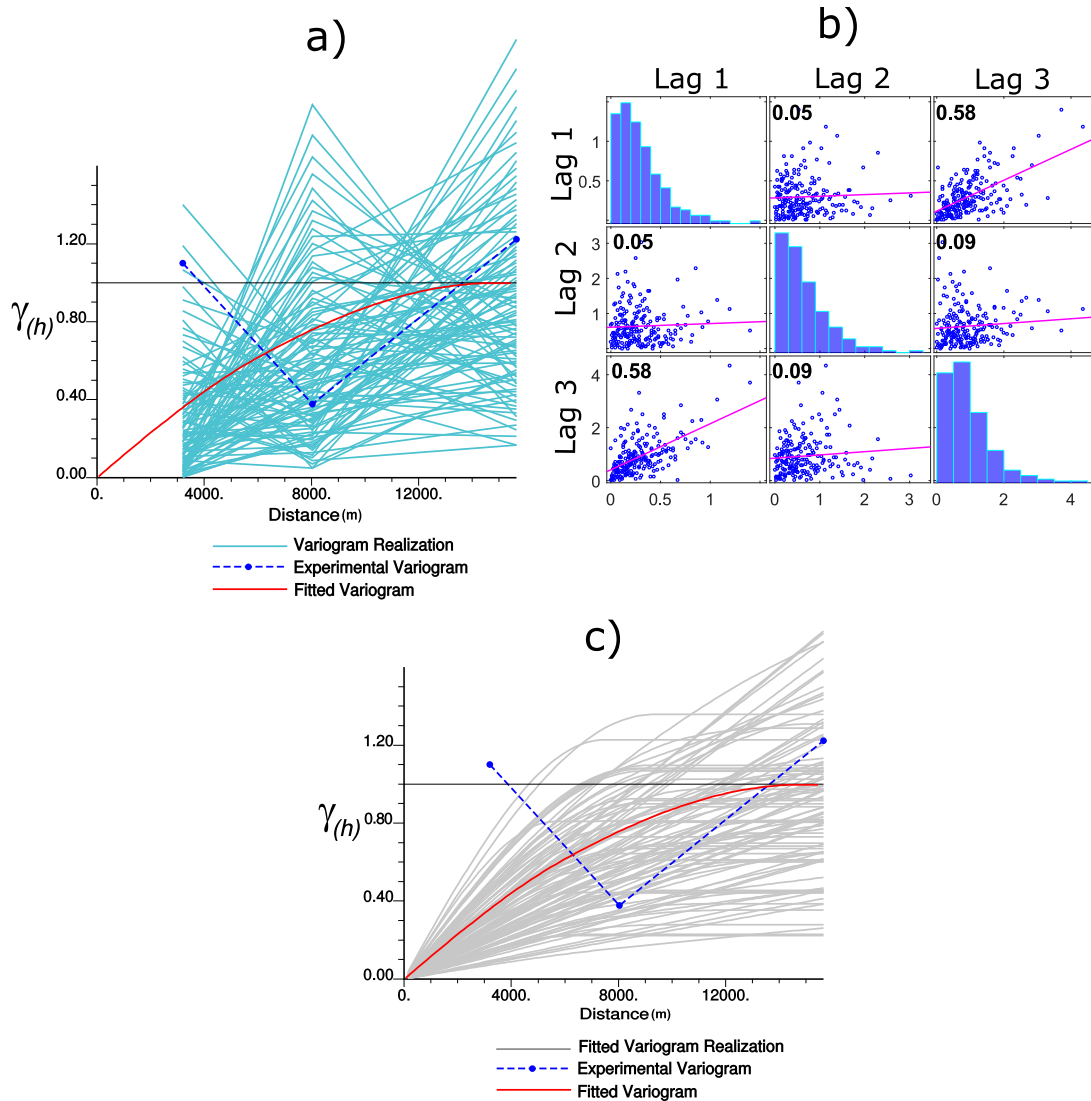 a)
1.20
0.80
0.40
0.00
γ(h)
0.
4000.
8000.
12000.
Distance(m)
Variogram Realization
Experimental Variogram
Fitted Variogram
b)
Lag 1
Lag 2
Lag 3
Lag 1
1
0.5
0.05
0.58
Lag 2
3
2
1
0.05
0.09
Lag 3
4
2
0
0.58
0.09
0
0.5
1
0
1
2
3
0
2
4
c)
1.20
0.80
0.40
0.00
γ(h)
0.
4000.
8000.
12000.
Distance(m)
Fitted Variogram Realization
Experimental Variogram
Fitted Variogram